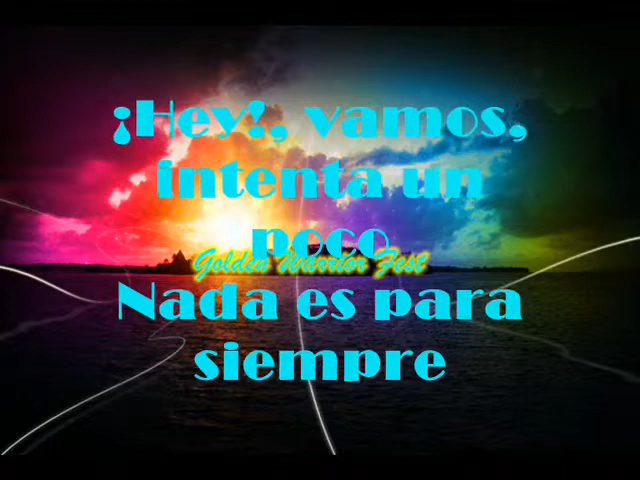 ¡Hey!, vamos,
intenta un
poco
Golden Warrior Fest
Nada es para
siempre